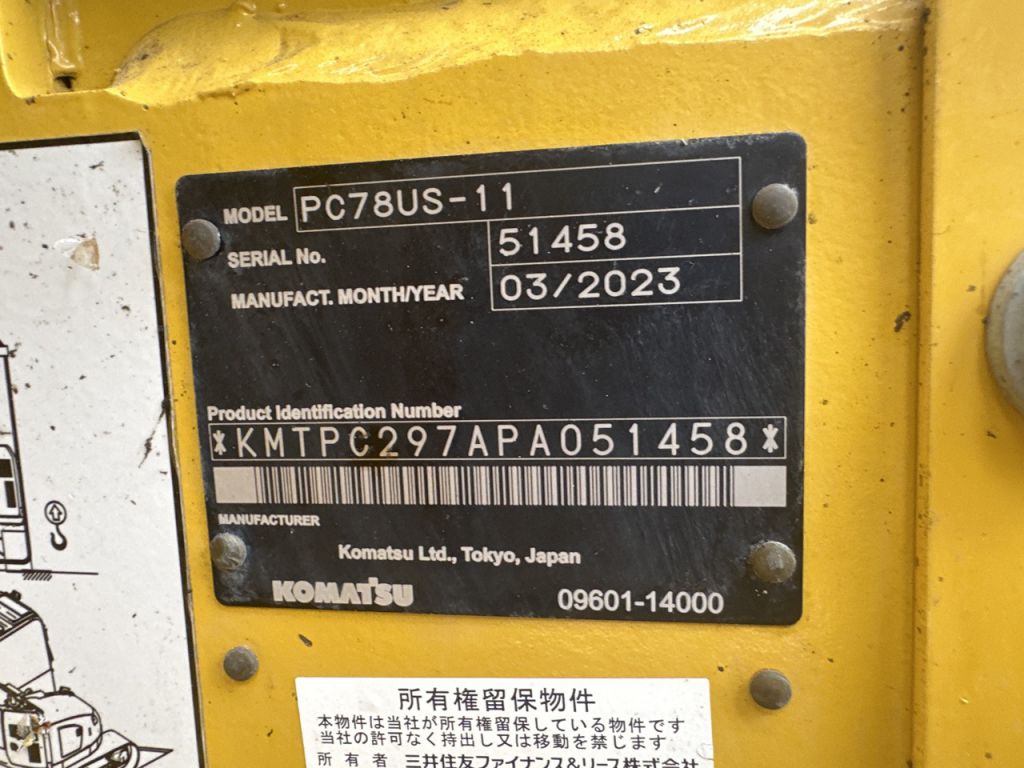 MODEL PC78US-11
SERIAL No. 51458
MANUFACT. MONTH/YEAR 03/2023
Product Identification Number
*KMTPC297APA051458*
MANUFACTURER
Komatsu Ltd., Tokyo, Japan
KOMATSU 09601-14000
所有権留保物件
本物件は当社が所有権留保している物件です
当社の許可なく持出し又は移動を禁じます
所有者 三井住友ファイナンス&リース株式会社